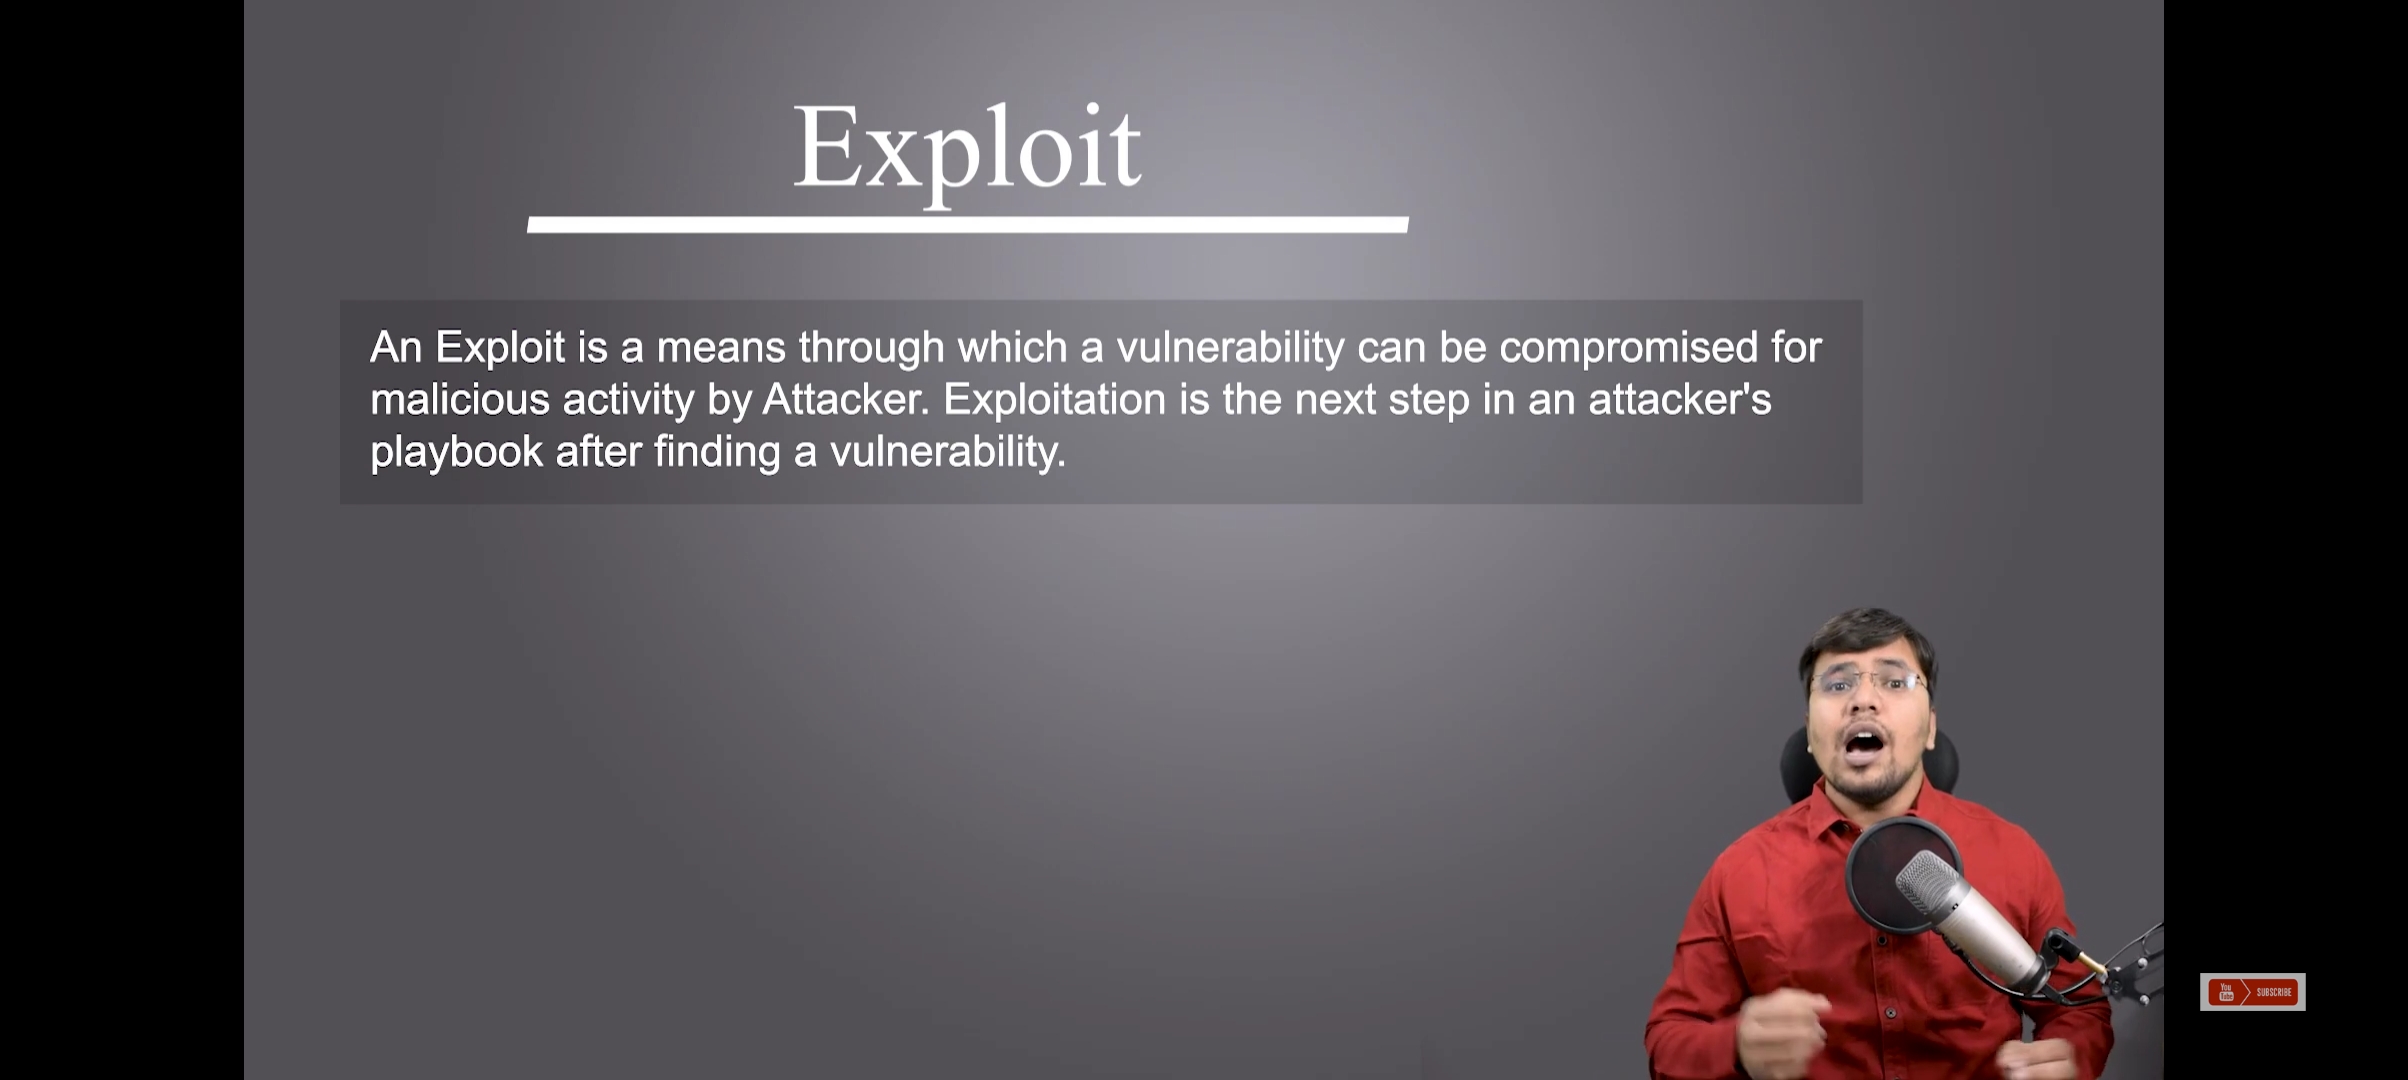 Exploit
An Exploit is a means through which a vulnerability can be compromised for
malicious activity by Attacker. Exploitation is the next step in an attacker's
playbook after finding a vulnerability.
You
Tube
SUBSCRIBE